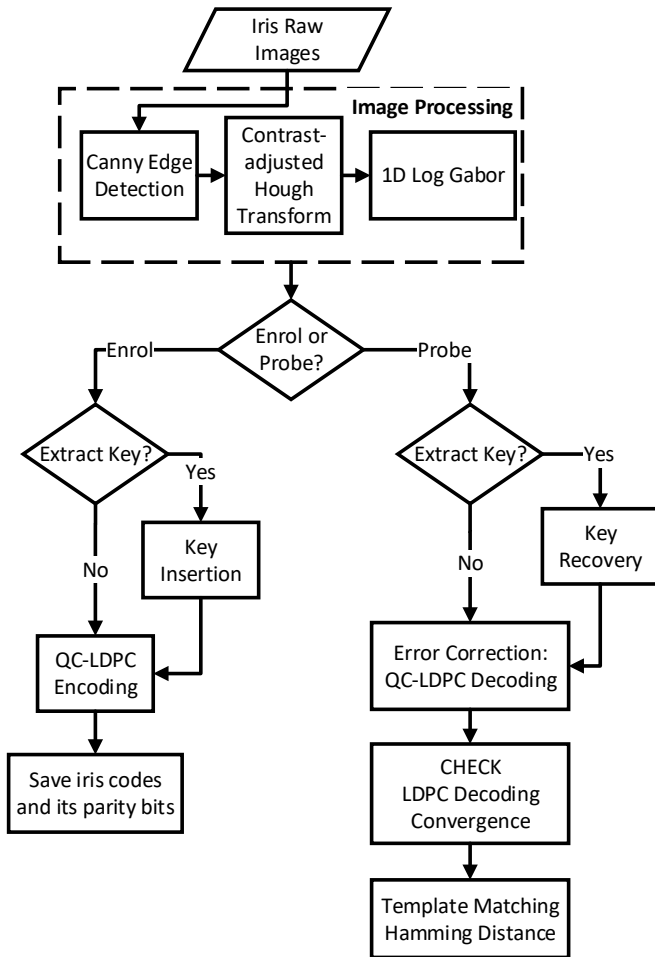 Iris Raw
Images
Image Processing
Canny Edge
Detection
Contrast-
adjusted
Hough
Transform
1D Log Gabor
Enrol or
Probe?
Enrol
Probe
Extract Key?
Yes
No
Key
Insertion
QC-LDPC
Encoding
Save iris codes
and its parity bits
Extract Key?
Yes
No
Key
Recovery
Error Correction:
QC-LDPC Decoding
CHECK
LDPC Decoding
Convergence
Template Matching
Hamming Distance